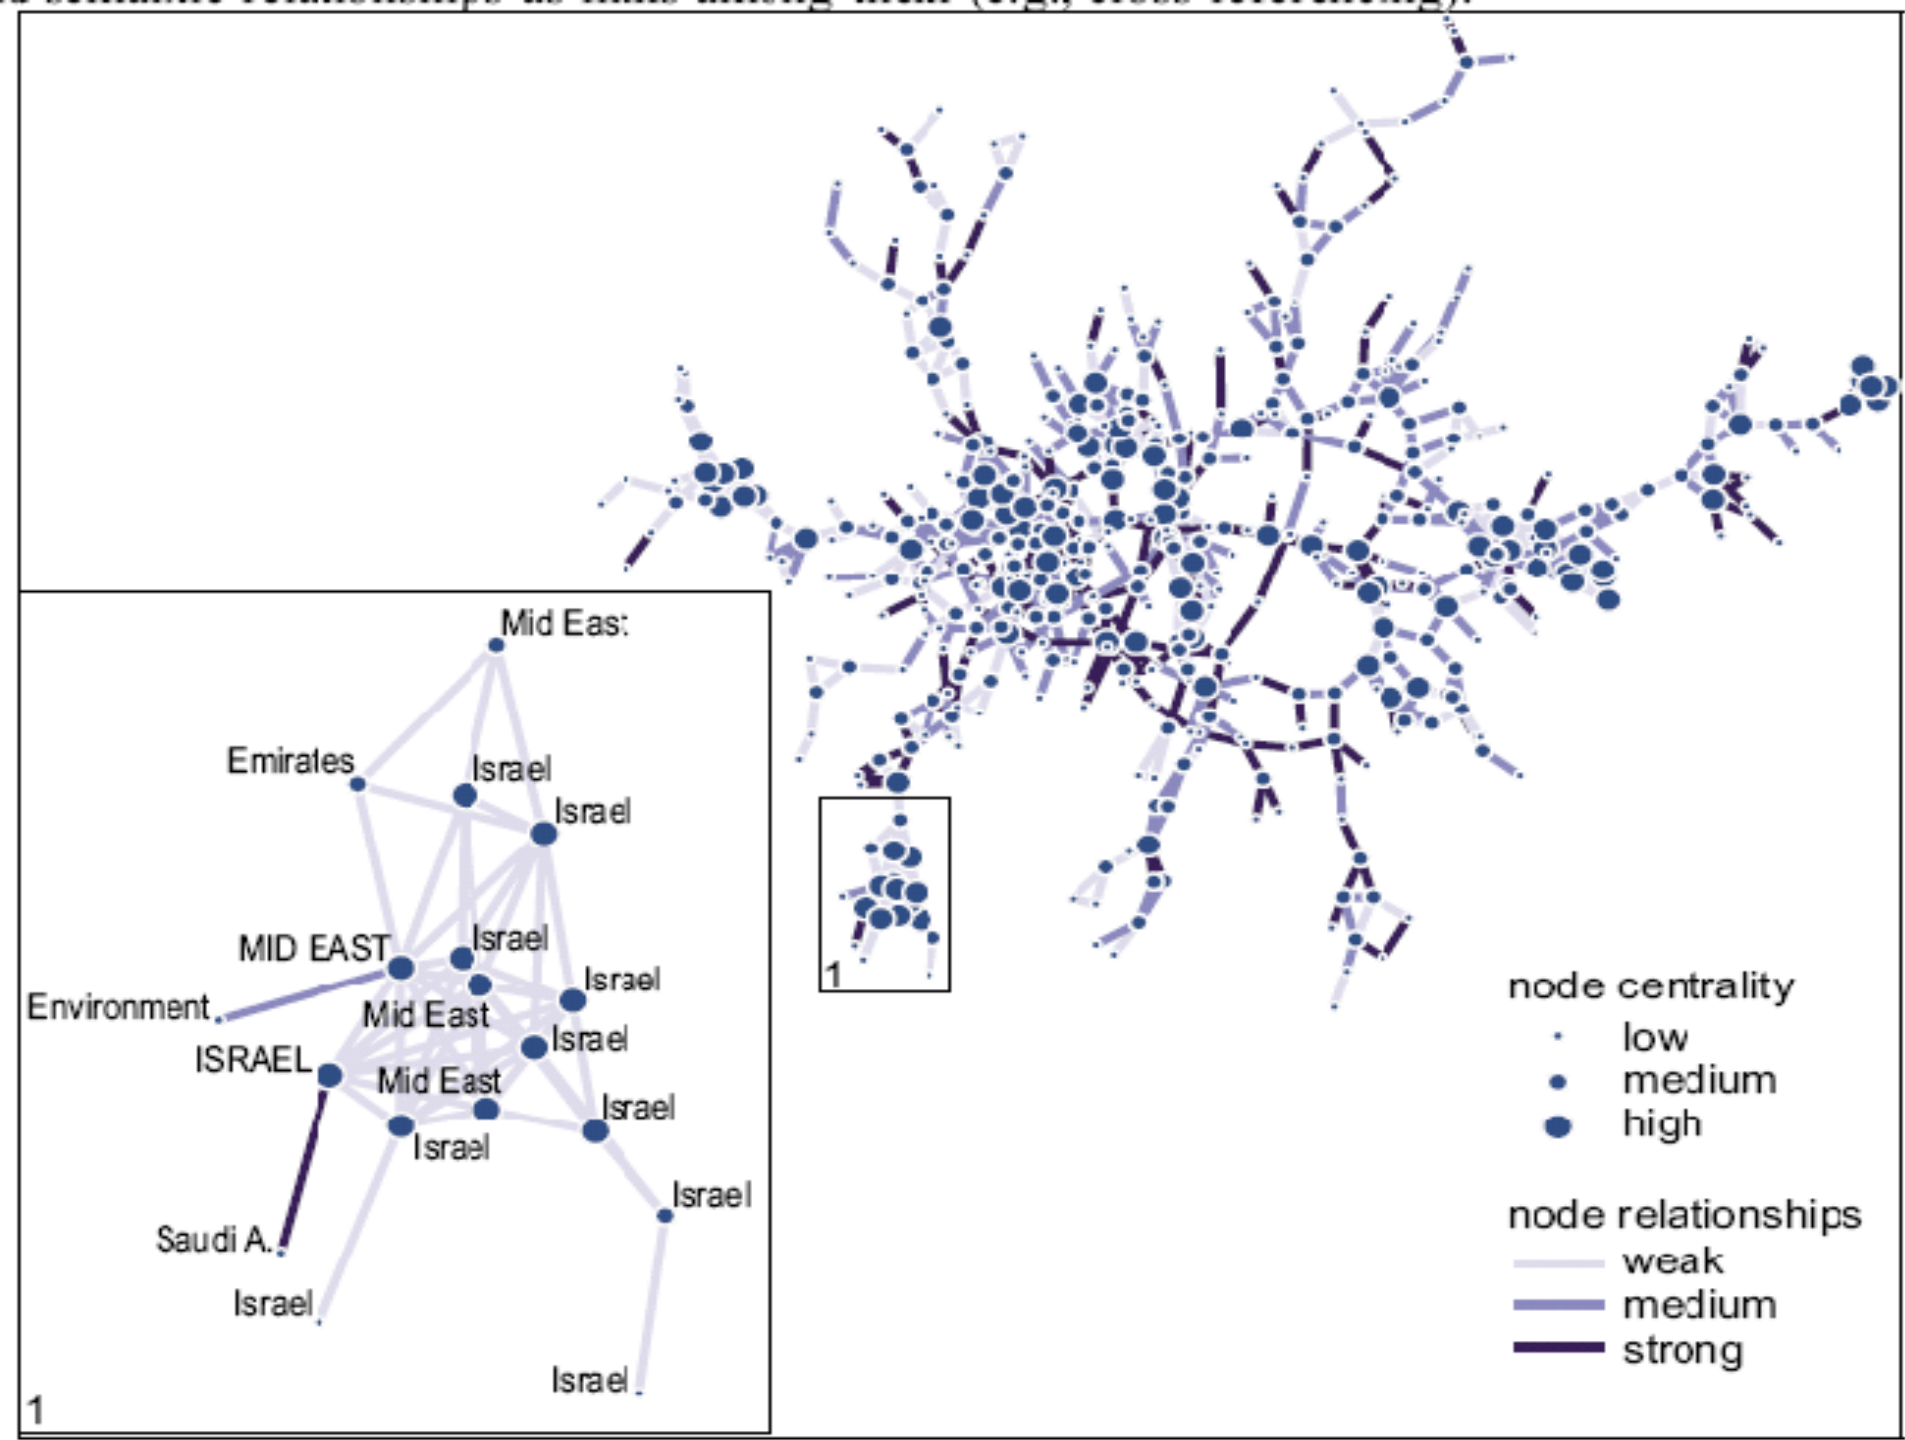 Mid East
Emirates
Israel
Israel
MID EAST
Israel
Environment
Israel
Mid East
ISRAEL
Israel
Mid East
Israel
Israel
Israel
Saudi A.
Israel
Israel
1
1
node centrality
low
medium
high
node relationships
weak
medium
strong